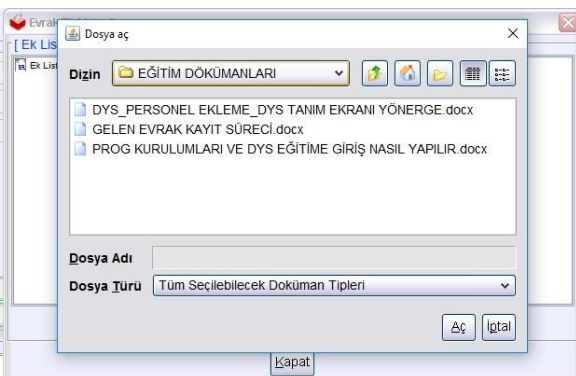 Evrak
Dosya aç
[ Ek Lis
Ek List
Dizin EĞİTİM DÖKÜMANLARI
DYS_PERSONEL EKLEME_DYS TANIM EKRANI YÖNERGE.docx
GELEN EVRAK KAYIT SÜRECİ.docx
PROG KURULUMLARI VE DYS EĞİTİME GİRİŞ NASIL YAPILIR.docx
Dosya Adı
Dosya Türü Tüm Seçilebilecek Doküman Tipleri
Aç İptal
Kapat